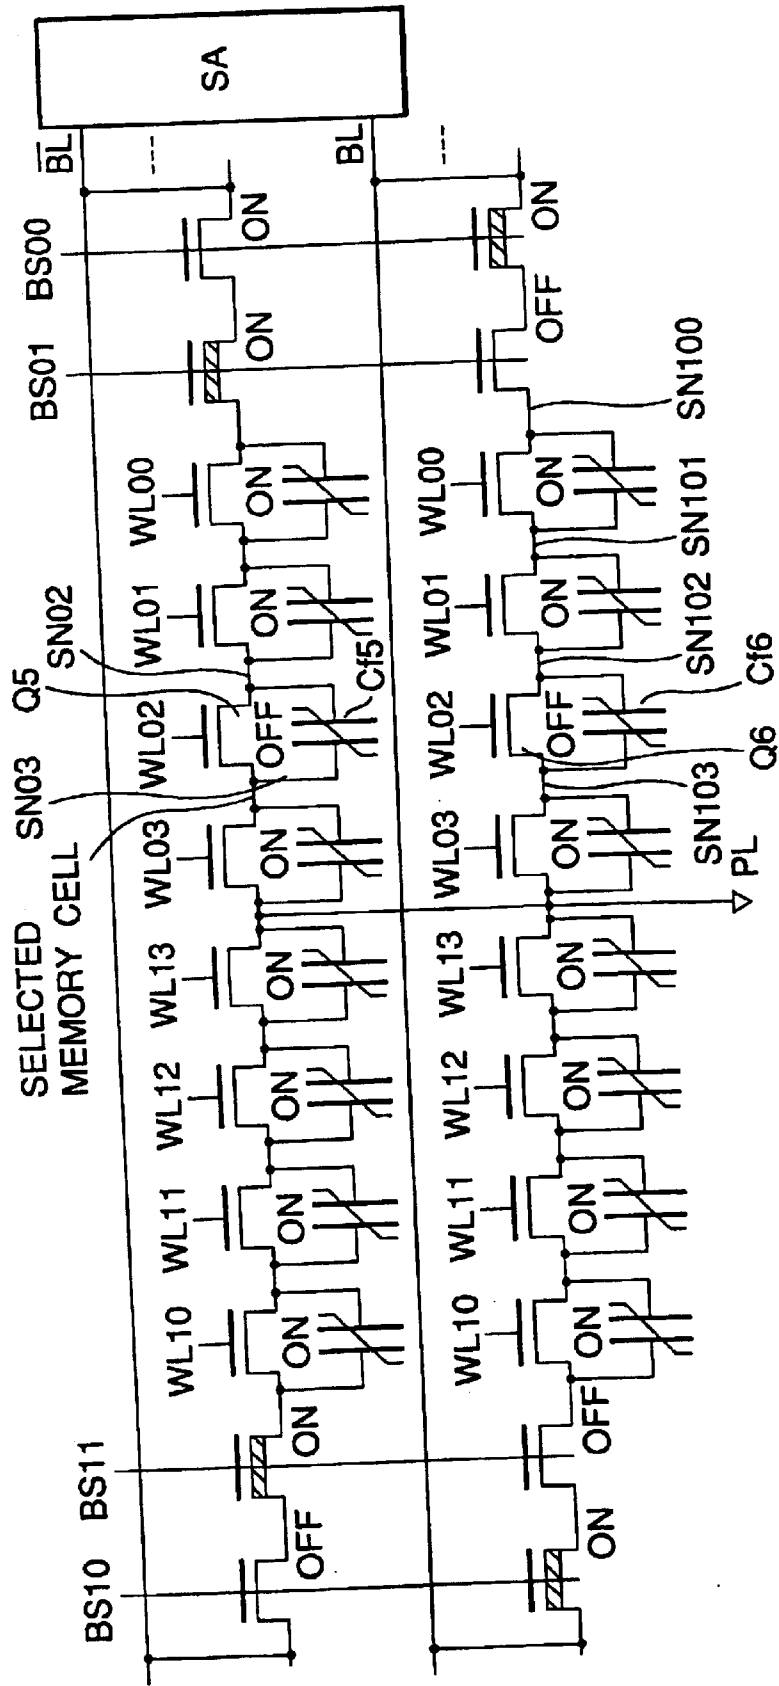 SA
BL
BL
BS00
BS01
ON
ON
WL00
ON
WL01
ON
Q5
SN02
WL02
OFF
Cf5
SN03
SELECTED
MEMORY CELL
WL03
ON
WL13
ON
WL12
ON
WL11
ON
WL10
ON
BS11
ON
BS10
OFF
ON
OFF
SN100
WL00
ON
SN101
WL01
ON
SN102
WL02
OFF
Cf6
Q6
SN103
WL03
ON
PL
WL13
ON
WL12
ON
WL11
ON
WL10
ON
OFF
ON